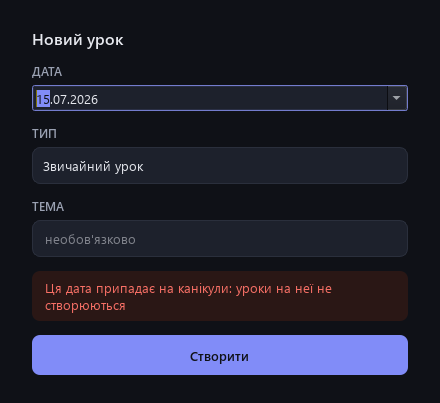 Новий урок
ДАТА
15.07.2026
ТИП
Звичайний урок
ТЕМА
необов'язково
Ця дата припадає на канікули: уроки на неї не
створюються
Створити